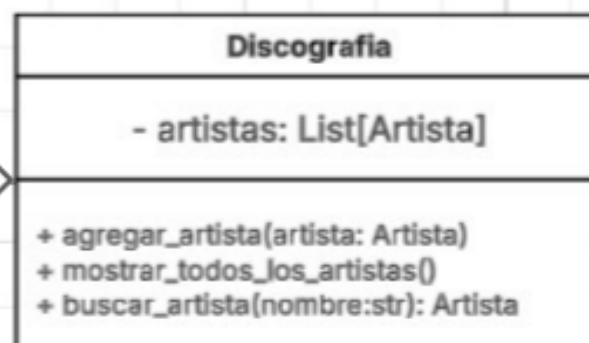 Discografia
- artistas: List[Artista]
+ agregar_artista(artista: Artista)
+ mostrar_todos_los_artistas()
+ buscar_artista(nombre:str): Artista